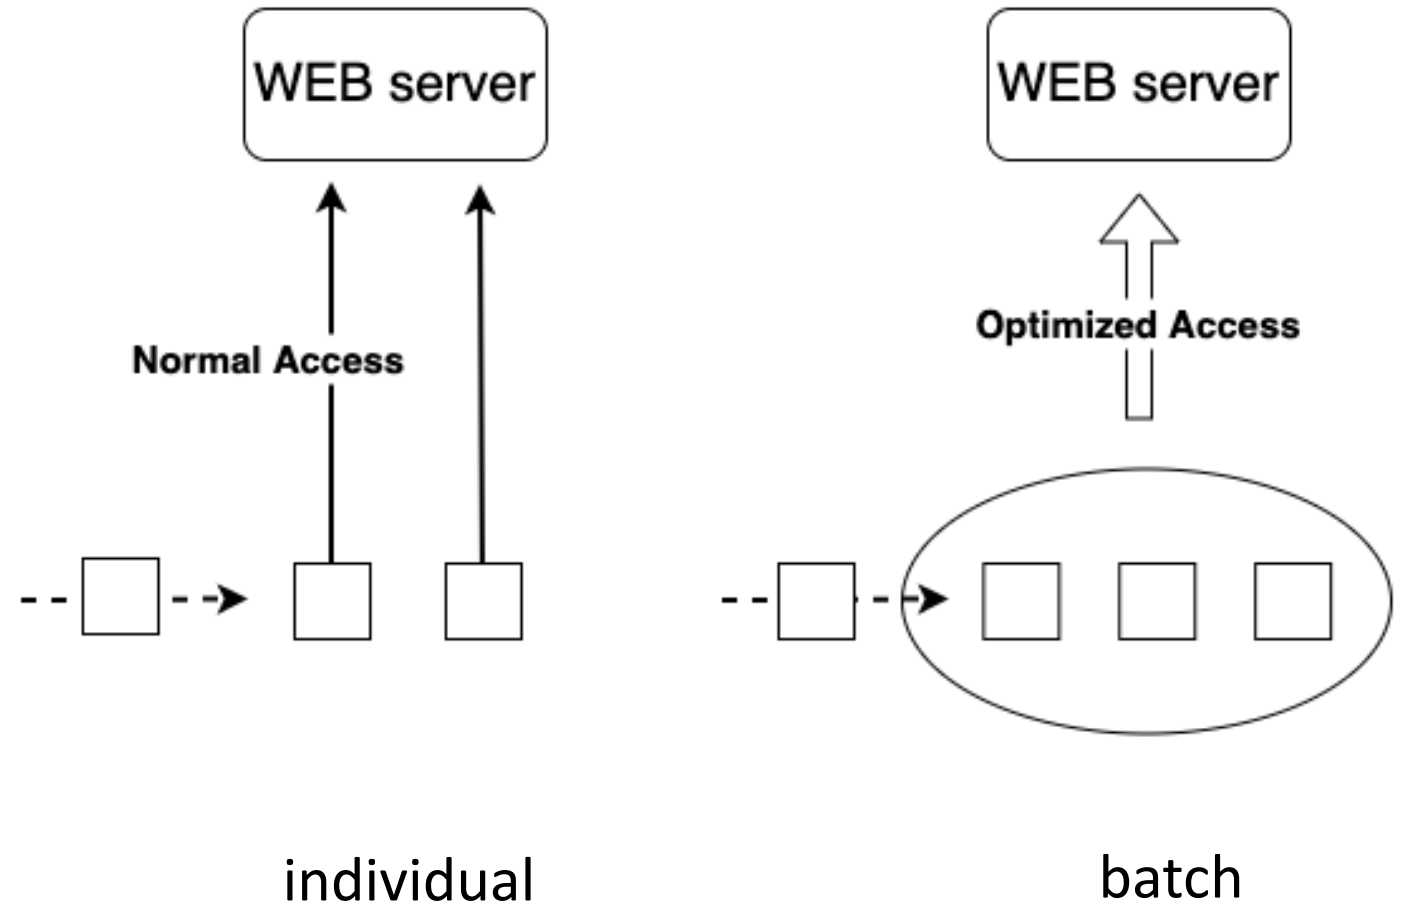 WEB server
Normal Access
individual
WEB server
Optimized Access
batch